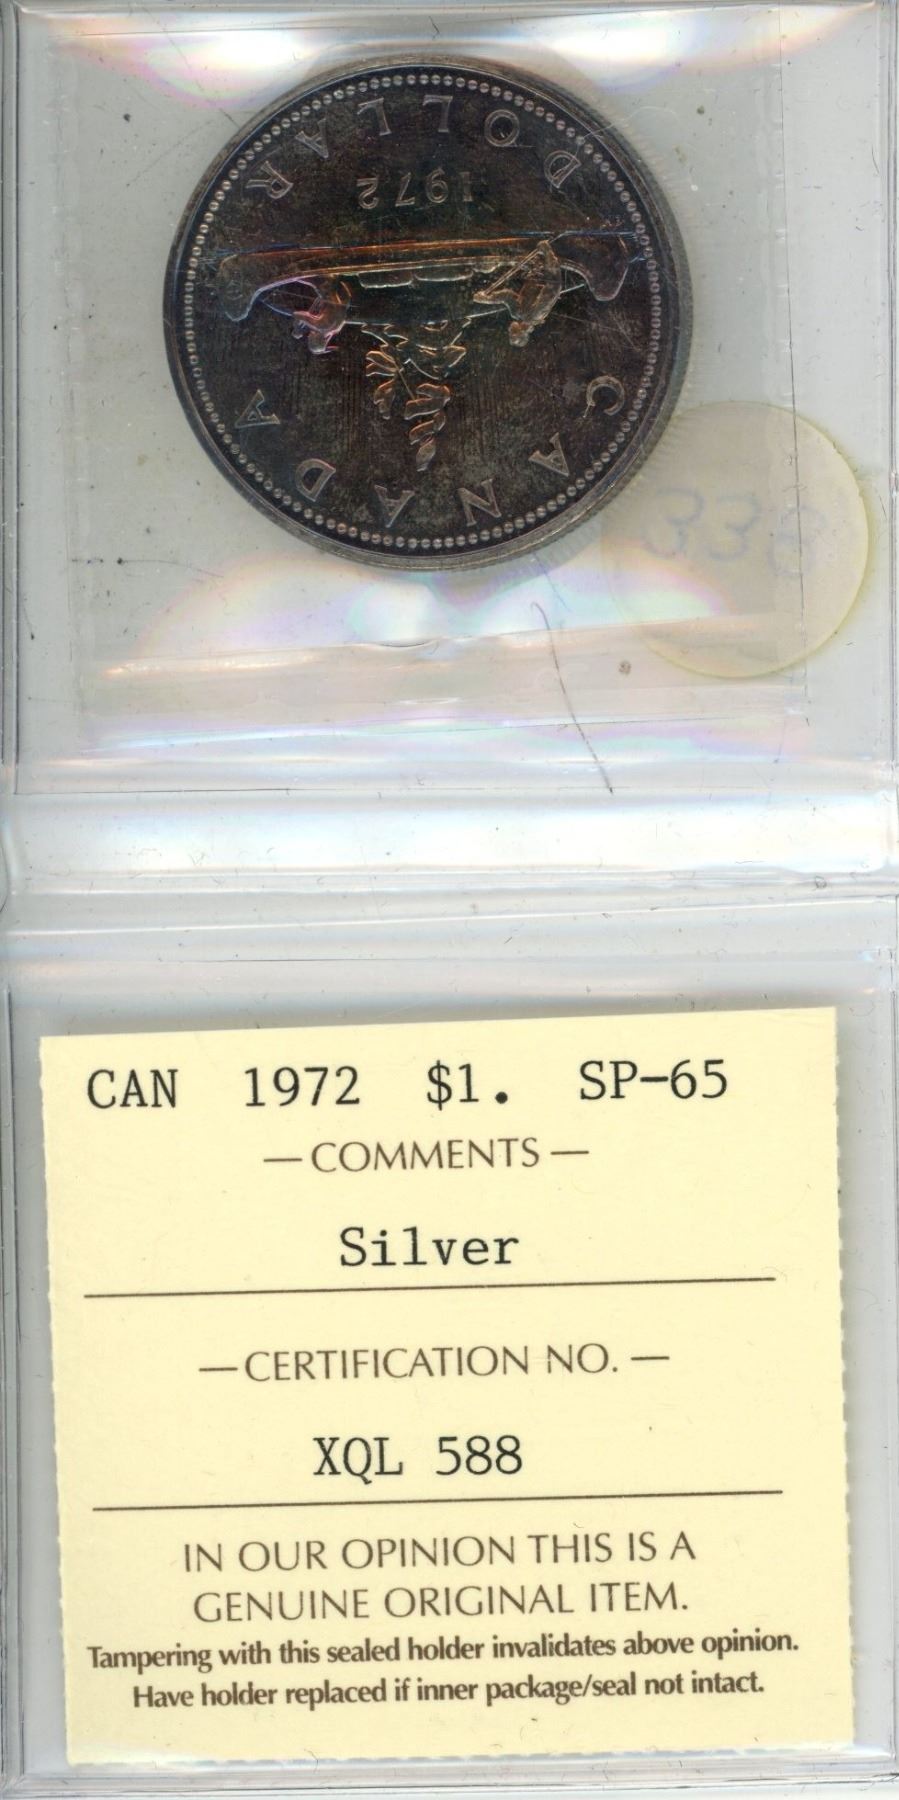 DOLLAR
1972
CANADA
CAN 1972 $1. SP-65
— COMMENTS —
Silver
— CERTIFICATION NO. —
XQL 588
IN OUR OPINION THIS IS A
GENUINE ORIGINAL ITEM.
Tampering with this sealed holder invalidates above opinion.
Have holder replaced if inner package/seal not intact.